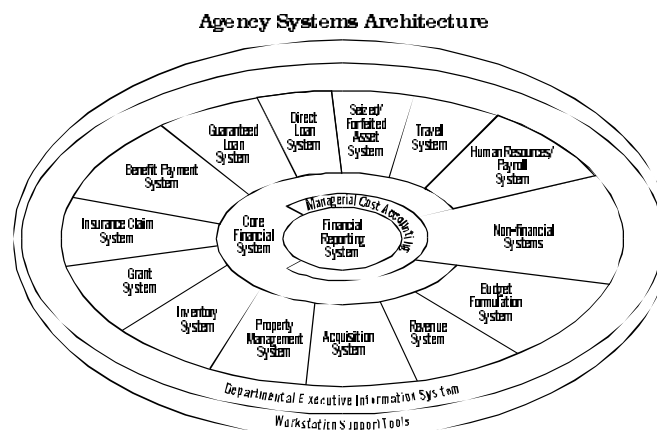 Agency Systems Architecture
Direct
Loan
System
Seized/
Forfeited
Asset
System
Travel
System
Guaranteed
Loan
System
Human Resources/
Payroll
System
Benefit Payment
System
Managerial Cost Accounting
Insurance Claim
System
Core
Financial
System
Financial
Reporting
System
Non-financial
Systems
Grant
System
Budget
Formulation
System
Inventory
System
Property
Management
System
Acquisition
System
Revenue
System
Departmental Executive Information System
Workstation Support Tools